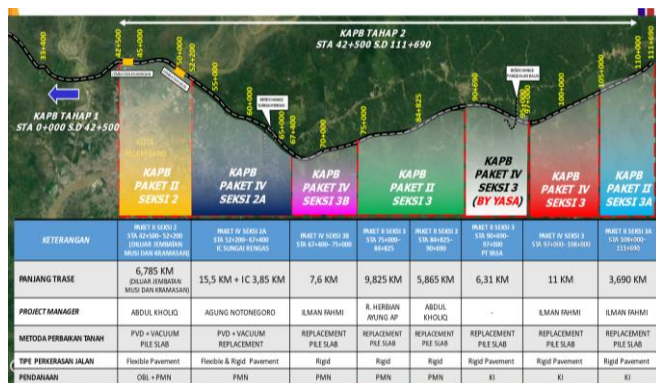 KAPB TAHAP 2
STA 42+500 S.D 111+690
33+400
42+500
45+000
50+000
52+200
55+000
60+000
65+000
67+400
70+000
75+000
84+825
90+690
95+000
97+000
100+000
105+000
110+000
111+690
KAPB TAHAP 1
STA 0+000 S.D 42+500
KOTA
PALEMBANG
KAPB
PAKET II
SEKSI 2
KAPB
PAKET IV
SEKSI 2A
KAPB
PAKET IV
SEKSI 3B
KAPB
PAKET II
SEKSI 3
KAPB
PAKET IV
SEKSI 3
(BY YASA)
KAPB
PAKET IV
SEKSI 3
KAPB
PAKET II
SEKSI 3A
KETERANGAN
PAKET II SEKSI 2
STA 42+500- 52+200
(DILUAR JEMBATAN
MUSI DAN KRAMASAN)
PAKET IV SEKSI 2A
STA 52+200- 67+400
IC SUNGAI RENGAS
PAKET IV SEKSI 3B
STA 67+400- 75+000
PAKET II SEKSI 3
STA 75+000-
84+825
PAKET II SEKSI 3
STA 84+825-
90+690
PAKET II SEKSI 3
STA 90+690-
97+000
PT YASA
PAKET IV SEKSI 3
STA 97+000- 108+000
PAKET II SEKSI 3A
STA 108+000-
111+690
PANJANG TRASE
6,785 KM
(DILUAR JEMBATAN
MUSI DAN KRAMASAN)
15,5 KM + IC 3,85 KM
7,6 KM
9,825 KM
5,865 KM
6,31 KM
11 KM
3,690 KM
PROJECT MANAGER
ABDUL KHOLIQ
AGUNG NOTONEGORO
ILMAN FAHMI
R. HERBIAN
AYUNG AP
ABDUL
KHOLIQ
-
ILMAN FAHMI
ILMAN FAHMI
METODA PERBAIKAN TANAH
PVD + VACUUM
PILE SLAB
PVD + VACUUM
REPLACEMENT
REPLACEMENT
PILE SLAB
REPLACEMENT
PILE SLAB
REPLACEMENT
PILE SLAB
REPLACEMENT
PILE SLAB
REPLACEMENT
PILE SLAB
REPLACEMENT
PILE SLAB
TIPE PERKERASAN JALAN
Flexible Pavement
Flexible & Rigid Pavement
Rigid
Rigid Pavement
Rigid
Rigid Pavement
Rigid Pavement
Rigid Pavement
PENDANAAN
OBL + PMN
PMN
PMN
PMN
PMN
KI
KI
KI